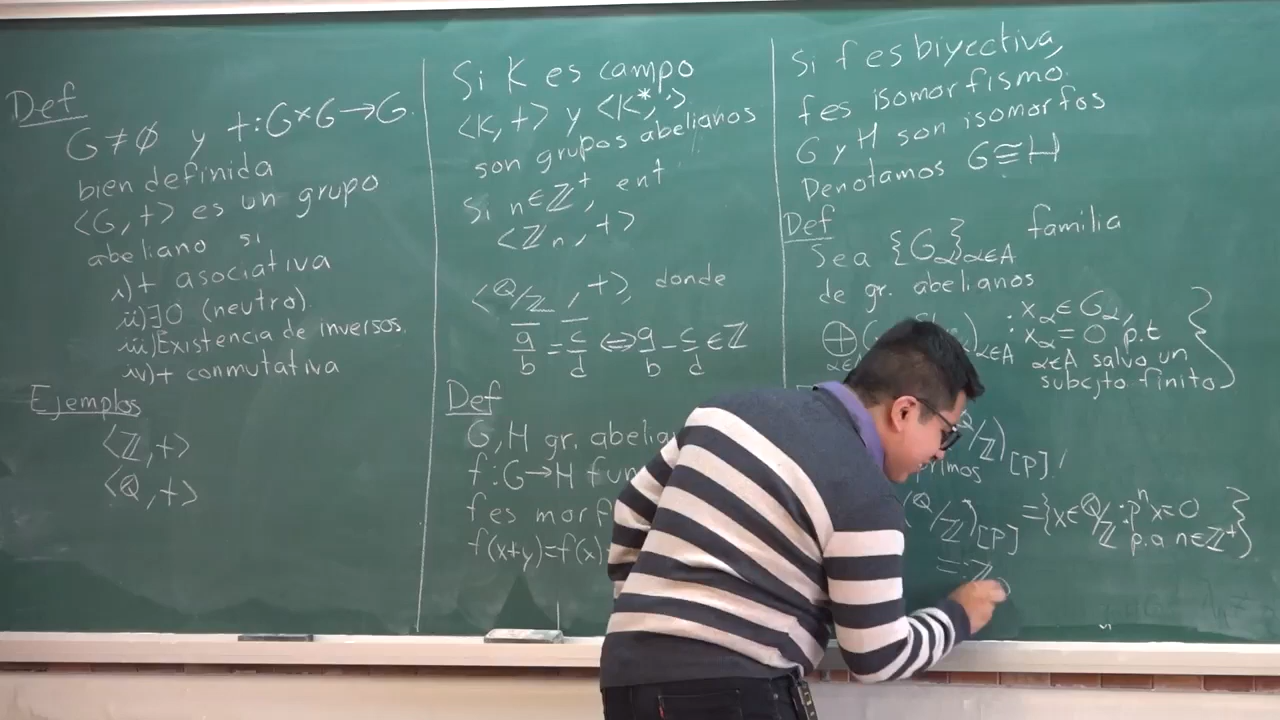 Def
G≠∅ y +:G×G→G.
bien definida
<G,+> es un grupo
abeliano si
i)+ asociativa
ii)∃0 (neutro).
iii)Existencia de inversos.
iv)+ conmutativa
Ejemplos
<ℤ,+>
<ℚ,+>
Si K es campo
<K,+> y <K*,·>
son grupos abelianos
Si n∈ℤ⁺, ent
<ℤn,+>
<ℚ/ℤ,+>, donde
a/b = c/d ⇔ a/b - c/d ∈ ℤ
Def
G,H gr. abelia
f:G→H fun
f es morf
f(x+y)=f(x)
Si f es biyectiva,
f es isomorfismo.
G y H son isomorfos
Denotamos G≅H
Def
Sea {Gα}α∈A familia
de gr. abelianos
:xα∈Gα,
xα=0 p.t
α∈A salvo un
subcjto finito}
/ℤ)[p],
rimos
(ℚ/ℤ)[p]={x∈ℚ/ℤ:pⁿx=0
p.a n∈ℤ⁺}
=:ℤp